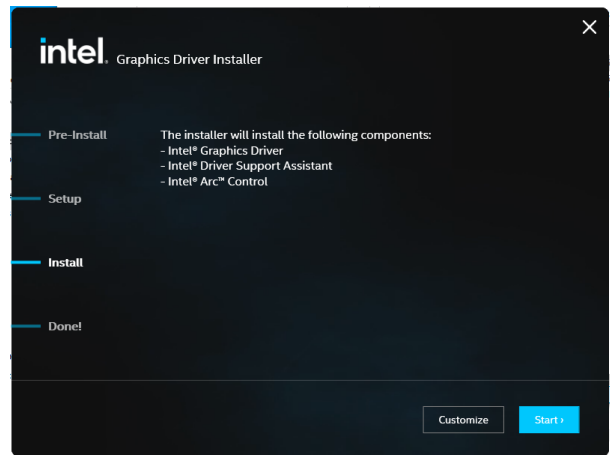 intel. Graphics Driver Installer
Pre-Install
The installer will install the following components:
- Intel® Graphics Driver
- Intel® Driver Support Assistant
- Intel® Arc™ Control
Setup
Install
Done!
Customize
Start ›